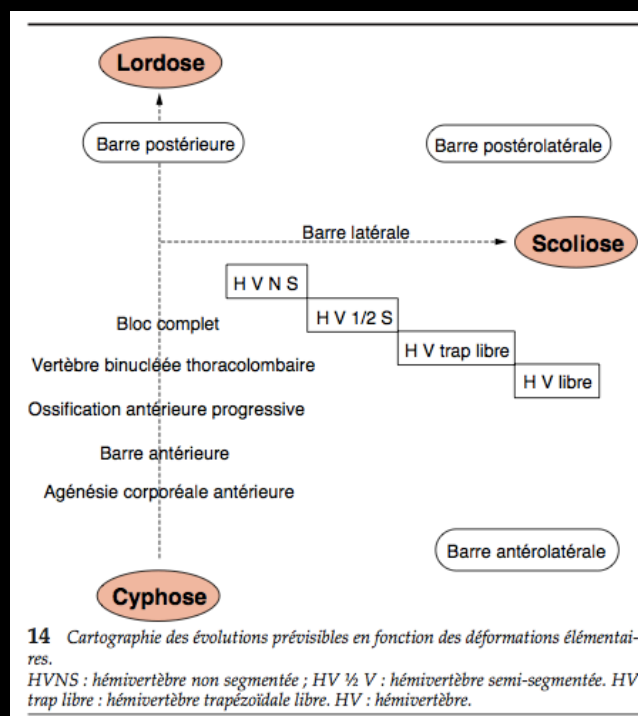 Lordose
Barre postérieure
Barre postérolatérale
Barre latérale
Scoliose
H V N S
Bloc complet
H V 1/2 S
H V trap libre
Vertèbre binucléée thoracolombaire
H V libre
Ossification antérieure progressive
Barre antérieure
Agénésie corporéale antérieure
Barre antérolatérale
Cyphose
14 Cartographie des évolutions prévisibles en fonction des déformations élémentai-
res.
HVNS : hémivertèbre non segmentée ; HV ½ V : hémivertèbre semi-segmentée. HV
trap libre : hémivertèbre trapézoïdale libre. HV : hémivertèbre.